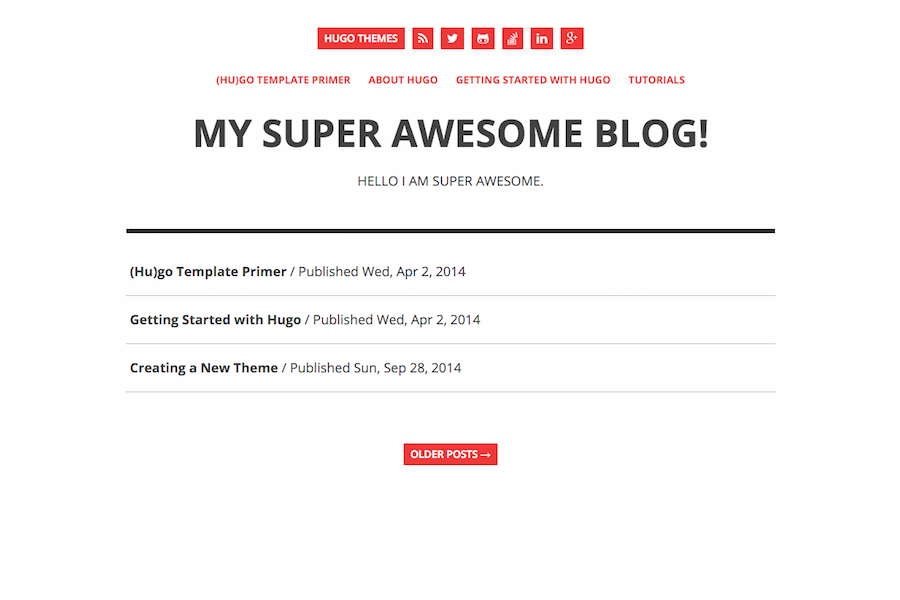 HUGO THEMES
(HU)GO TEMPLATE PRIMER ABOUT HUGO GETTING STARTED WITH HUGO TUTORIALS
MY SUPER AWESOME BLOG!
HELLO I AM SUPER AWESOME.
(Hu)go Template Primer / Published Wed, Apr 2, 2014
Getting Started with Hugo / Published Wed, Apr 2, 2014
Creating a New Theme / Published Sun, Sep 28, 2014
OLDER POSTS →